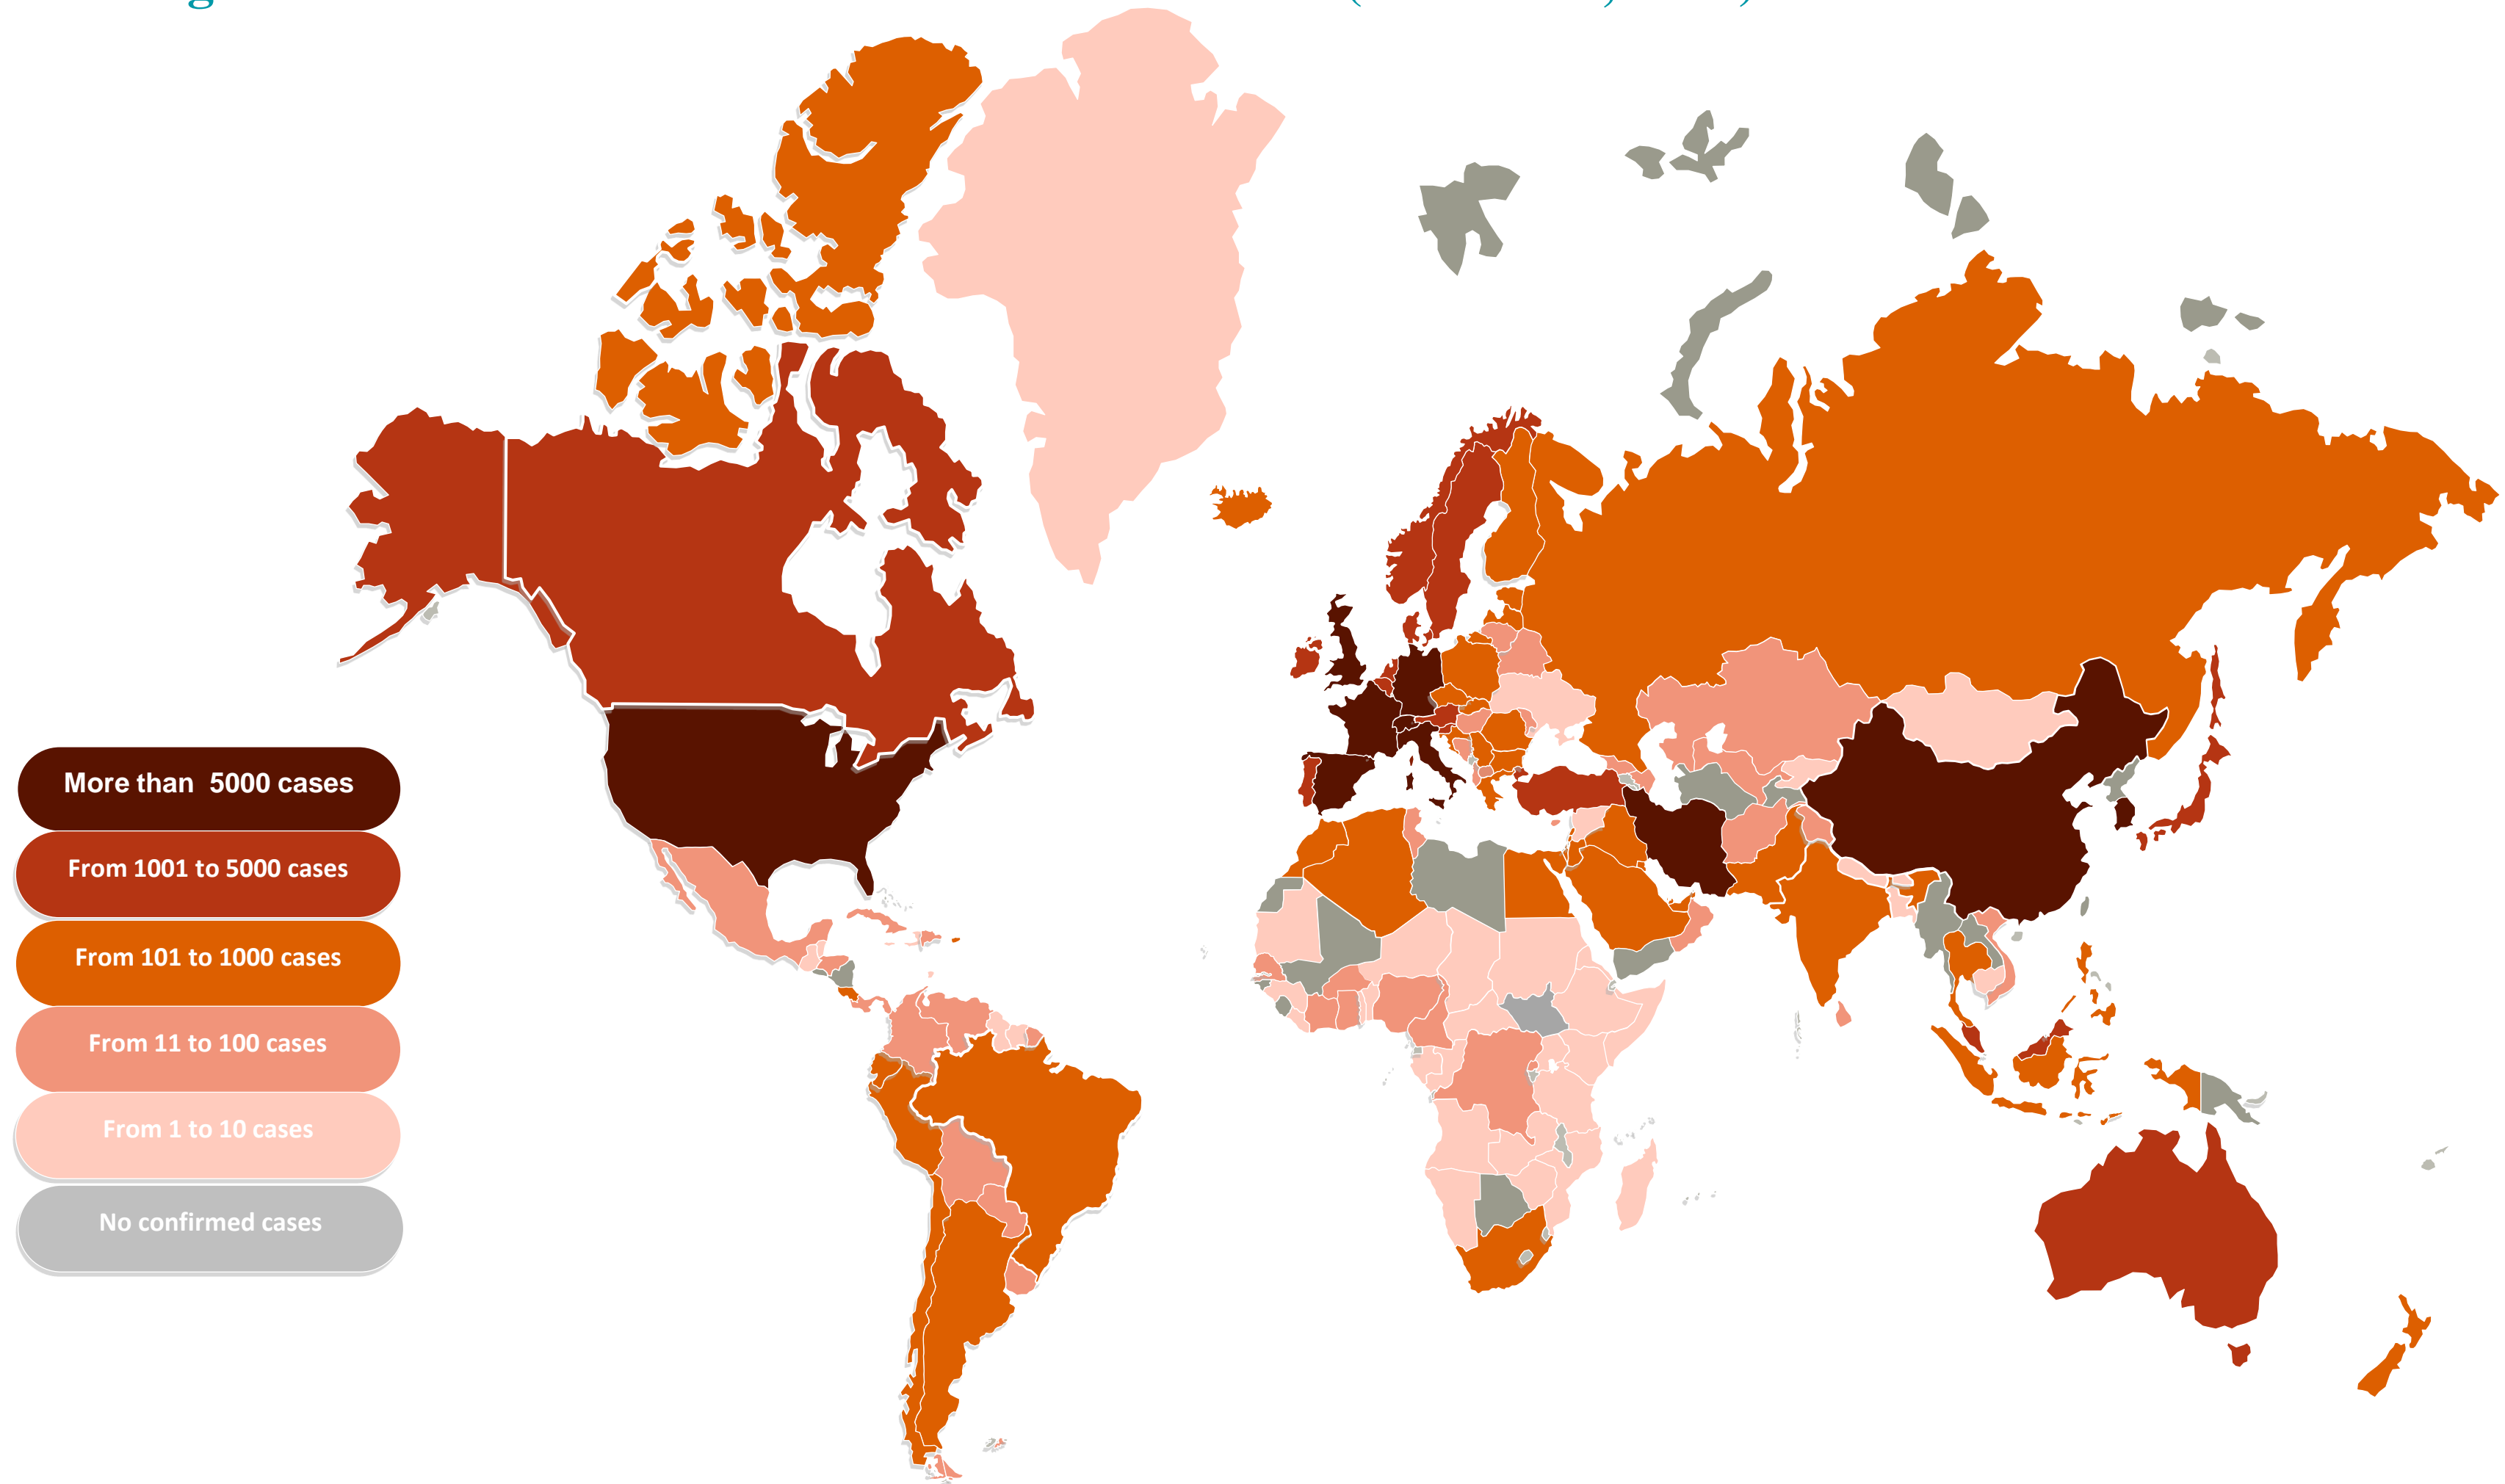 More than  5000 cases
From 1001 to 5000 cases
From 101 to 1000 cases
From 11 to 100 cases
From 1 to 10 cases
No confirmed cases